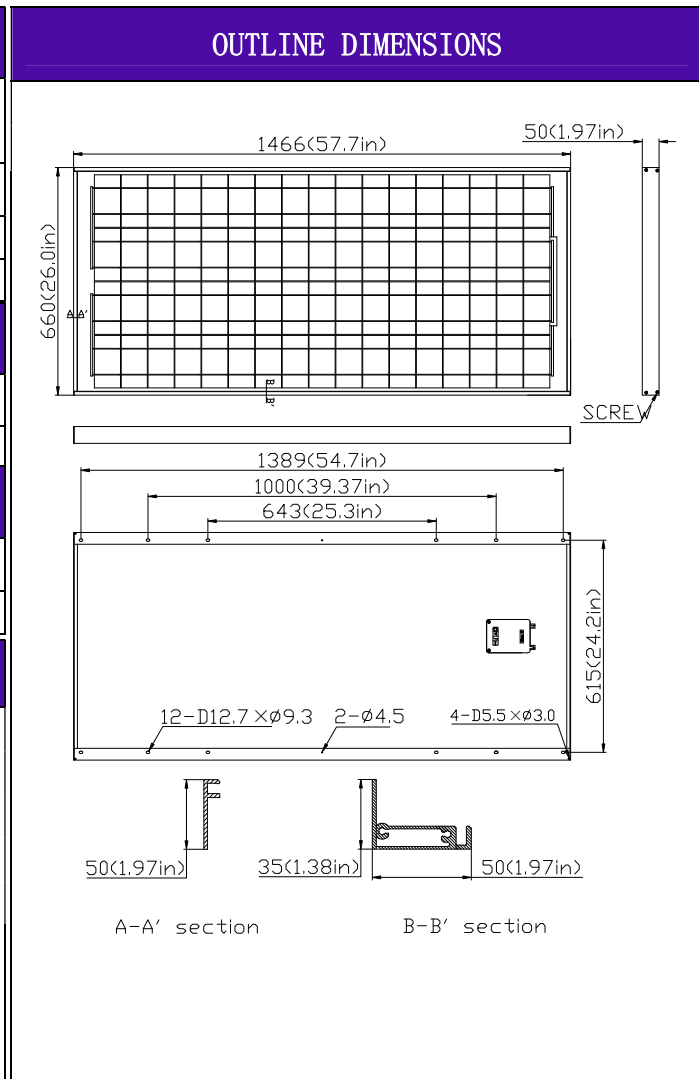 OUTLINE DIMENSIONS
1466(57.7in)
50(1.97in)
660(26.0in)
A A'
B
B'
SCREW
1389(54.7in)
1000(39.37in)
643(25.3in)
615(24.2in)
12-D12.7×ø9.3
2-ø4.5
4-D5.5×ø3.0
50(1.97in)
35(1.38in)
50(1.97in)
A-A' section
B-B' section